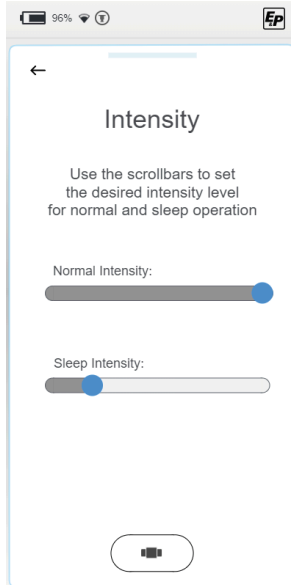 96%
EP
Intensity
Use the scrollbars to set
the desired intensity level
for normal and sleep operation
Normal Intensity:
Sleep Intensity: